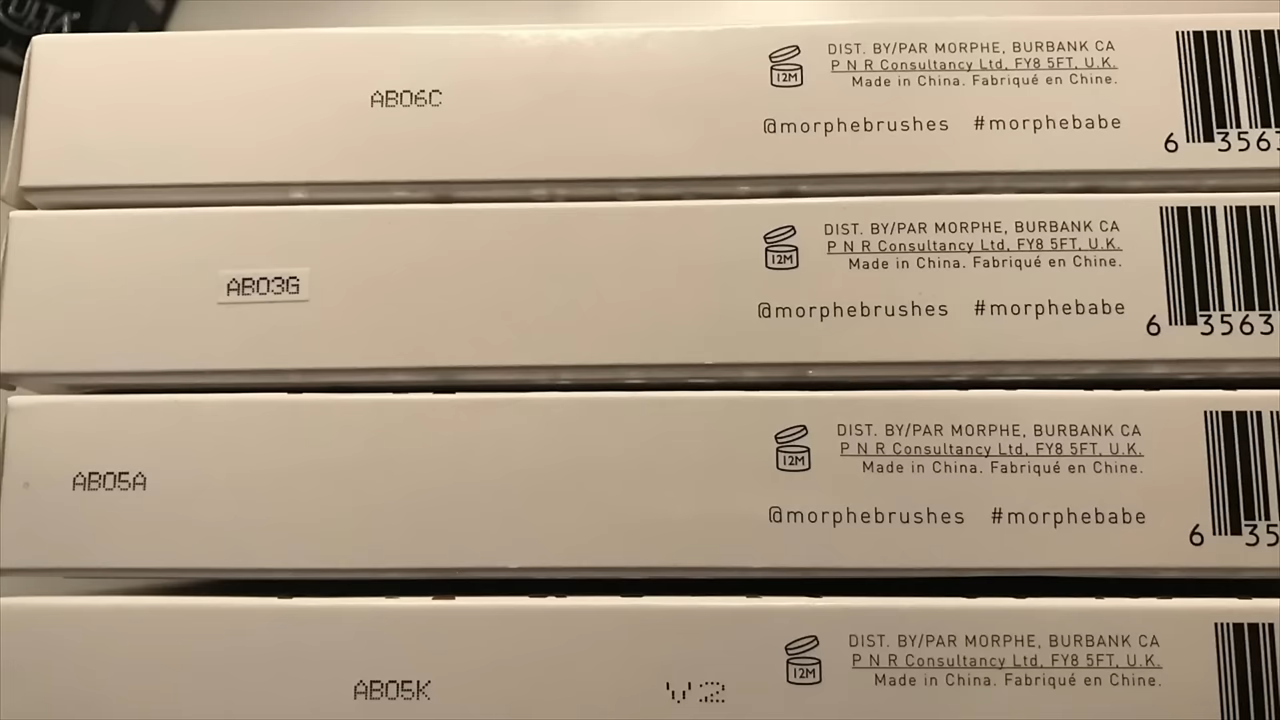 ULTA
DIST. BY/PAR MORPHE, BURBANK CA
P N R Consultancy Ltd, FY8 5FT, U.K.
12M
Made in China. Fabriqué en Chine.
AB06C
@morphebrushes #morphebabe
6 3563
DIST. BY/PAR MORPHE, BURBANK CA
P N R Consultancy Ltd, FY8 5FT, U.K.
12M
Made in China. Fabriqué en Chine.
AB03G
@morphebrushes #morphebabe
6 3563
DIST. BY/PAR MORPHE, BURBANK CA
P N R Consultancy Ltd, FY8 5FT, U.K.
12M
Made in China. Fabriqué en Chine.
AB05A
@morphebrushes #morphebabe
6 35
DIST. BY/PAR MORPHE, BURBANK CA
P N R Consultancy Ltd, FY8 5FT, U.K.
12M
Made in China. Fabriqué en Chine.
AB05K V2